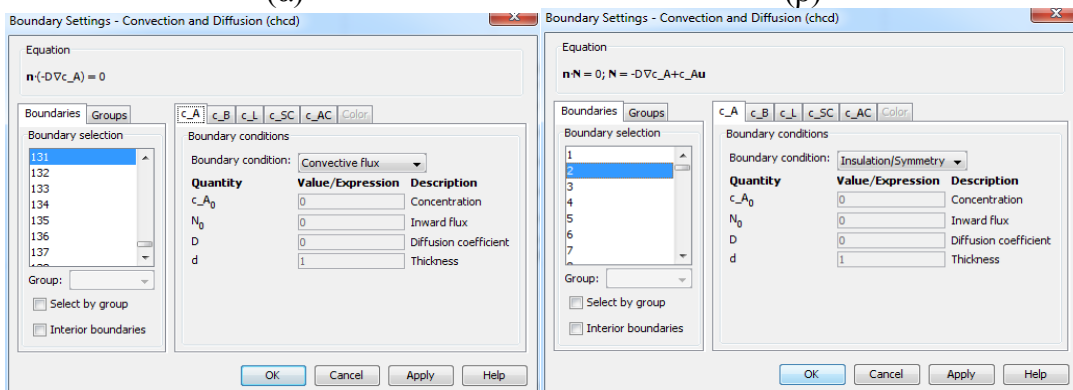 (α)
(β)
Boundary Settings - Convection and Diffusion (chcd)
Equation
n·(-D∇c_A) = 0
Boundaries Groups
Boundary selection
131
132
133
134
135
136
137
Group:
Select by group
Interior boundaries
c_A c_B c_L c_SC c_AC Color
Boundary conditions
Boundary condition: Convective flux
Quantity Value/Expression Description
c_A0 0 Concentration
N0 0 Inward flux
D 0 Diffusion coefficient
d 1 Thickness
OK Cancel Apply Help
Boundary Settings - Convection and Diffusion (chcd)
Equation
n·N = 0; N = -D∇c_A+c_Au
Boundaries Groups
Boundary selection
1
2
3
4
5
6
7
Group:
Select by group
Interior boundaries
c_A c_B c_L c_SC c_AC Color
Boundary conditions
Boundary condition: Insulation/Symmetry
Quantity Value/Expression Description
c_A0 0 Concentration
N0 0 Inward flux
D 0 Diffusion coefficient
d 1 Thickness
OK Cancel Apply Help